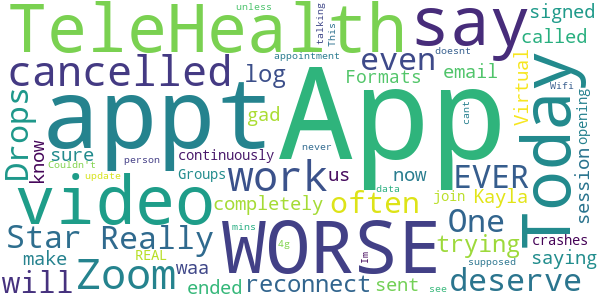 unless
talking
This
signed
TeleHealth
say
called
appointment
doesnt
even
cancelled
log
Formats
email
Virtual
Wifi
Today
opening
session
Drops
appt
App
gad
cant
know
sure
Couldn't
never
person
continuously
Groups
us
now
EVER
work
join
Kayla
video
update
data
completely
often
One
trying
crashes
Star Really
WORSE
make
REAL
4g
Im
saying
will
Zoom
waa
mins
supposed
see
ended
reconnect
sent
deserve